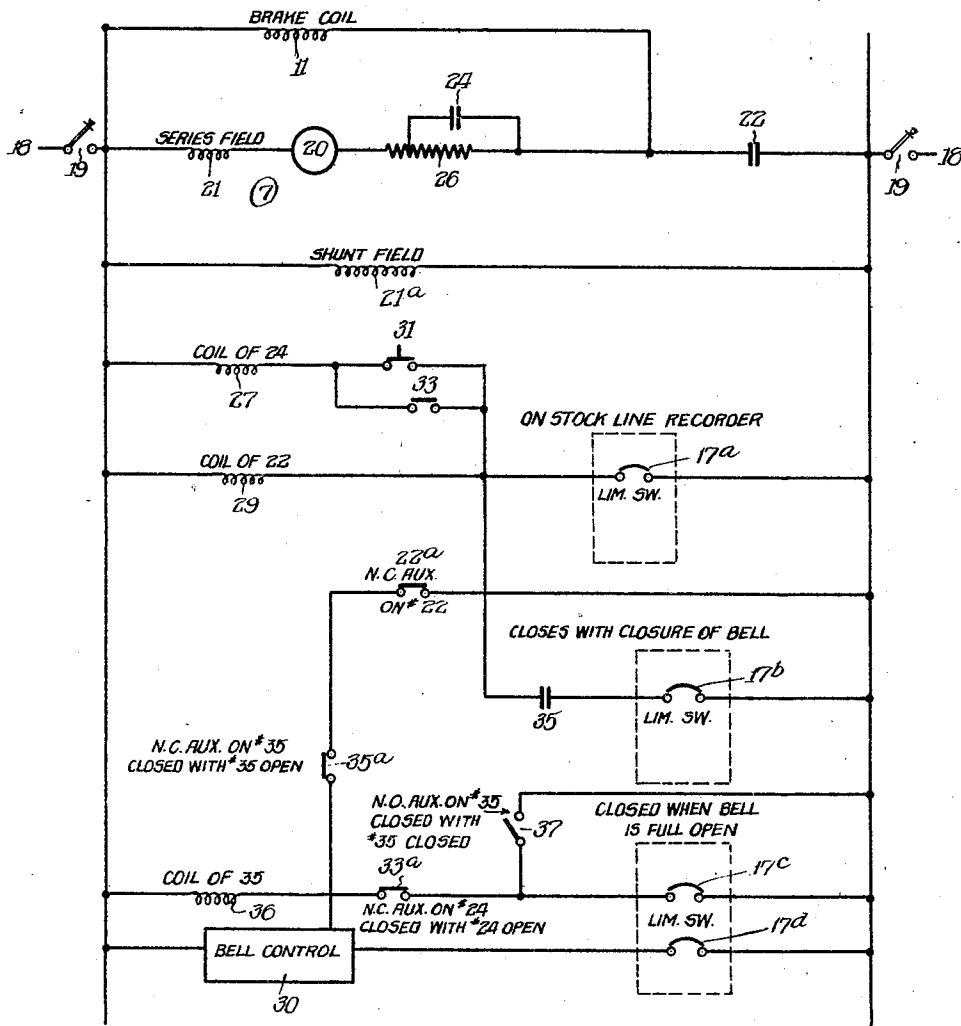 BRAKE COIL
11
24
22
18
19
SERIES FIELD
21
20
7
26
19
18
SHUNT FIELD
21a
31
COIL OF 24
27
33
ON STOCK LINE RECORDER
17a
COIL OF 22
29
LIM. SW.
22a
N.C. AUX.
ON #22
CLOSES WITH CLOSURE OF BELL
17b
35
LIM. SW.
N.C. AUX. ON #35
CLOSED WITH #35 OPEN
35a
N.O. AUX. ON #35
CLOSED WITH
#35 CLOSED
37
CLOSED WHEN BELL
IS FULL OPEN
33a
17c
COIL OF 35
36
N.C. AUX. ON #24
CLOSED WITH #24 OPEN
LIM. SW.
17d
BELL CONTROL
30